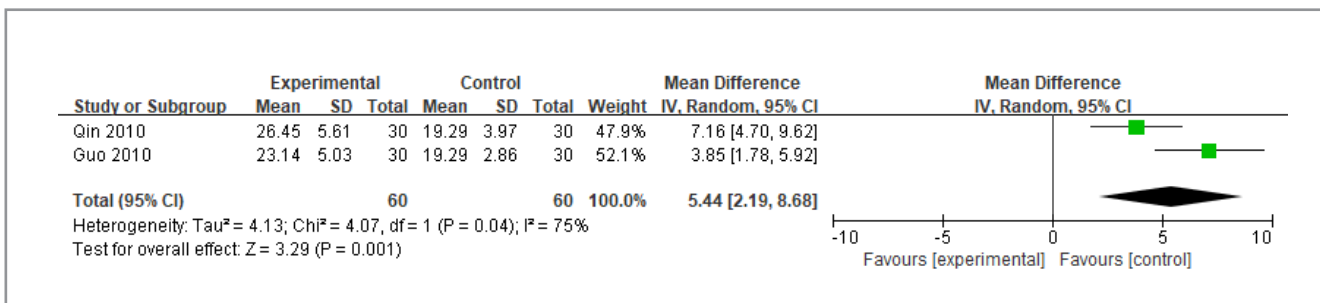 Experimental Control Mean Difference Mean Difference
Study or Subgroup Mean SD Total Mean SD Total Weight IV, Random, 95% CI IV, Random, 95% CI
Qin 2010 26.45 5.61 30 19.29 3.97 30 47.9% 7.16 [4.70, 9.62]
Guo 2010 23.14 5.03 30 19.29 2.86 30 52.1% 3.85 [1.78, 5.92]
Total (95% CI) 60 60 100.0% 5.44 [2.19, 8.68]
Heterogeneity: Tau² = 4.13; Chi² = 4.07, df = 1 (P = 0.04); I² = 75%
Test for overall effect: Z = 3.29 (P = 0.001)
-10 -5 0 5 10
Favours [experimental] Favours [control]